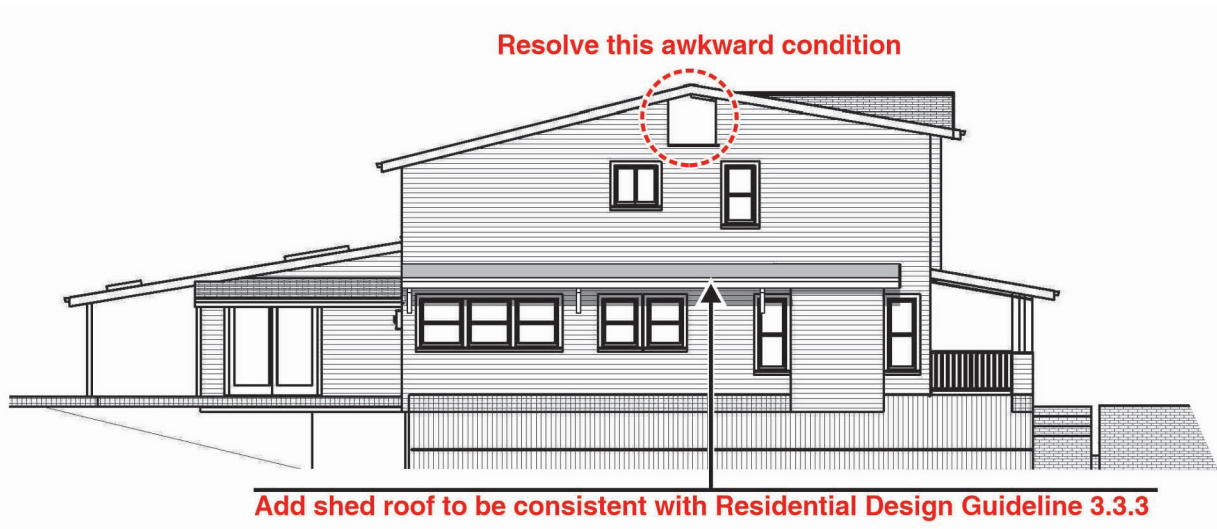 Resolve this awkward condition
Add shed roof to be consistent with Residential Design Guideline 3.3.3